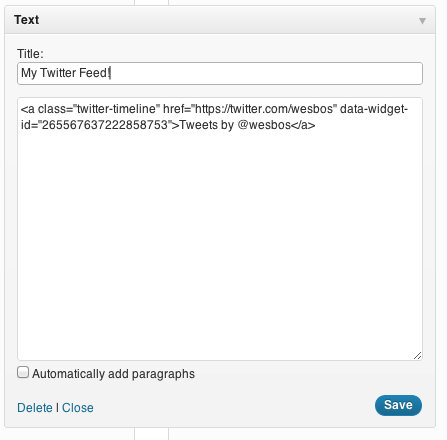 Text
Title:
My Twitter Feed!
<a class="twitter-timeline" href="https://twitter.com/wesbos" data-widget-
id="265567637222858753">Tweets by @wesbos</a>
Automatically add paragraphs
Delete | Close
Save